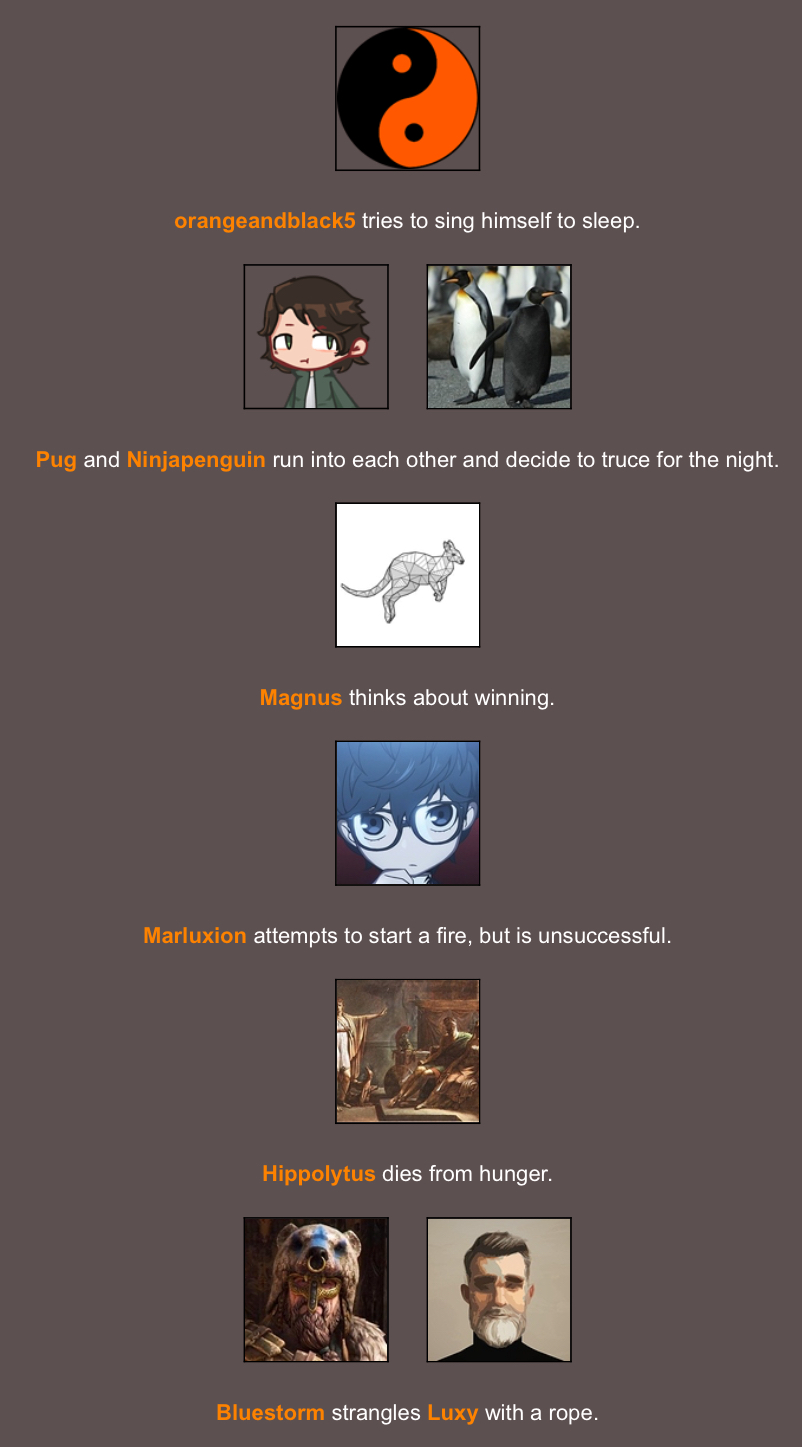 orangeandblack5 tries to sing himself to sleep.
Pug and Ninjapenguin run into each other and decide to truce for the night.
Magnus thinks about winning.
Marluxion attempts to start a fire, but is unsuccessful.
Hippolytus dies from hunger.
Bluestorm strangles Luxy with a rope.